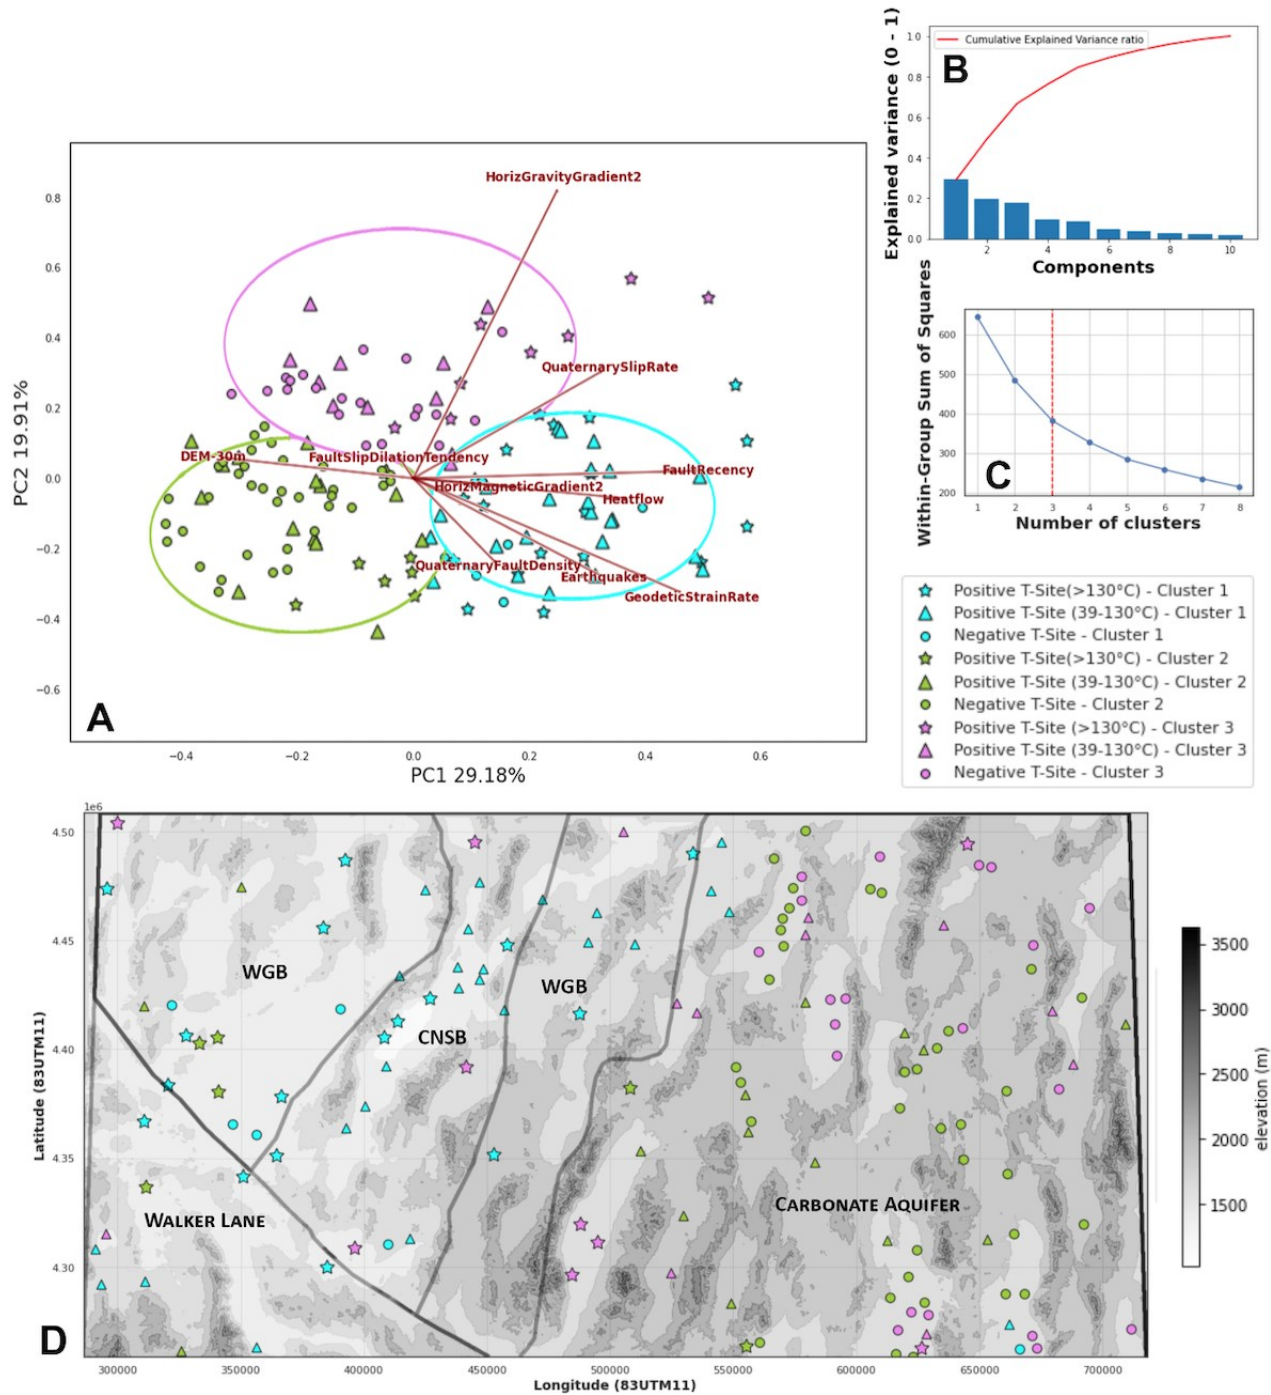 HorizGravityGradient2
QuaternarySlipRate
DEM-30m
FaultSlipDilationTendency
FaultRecency
HorizMagneticGradient2
Heatflow
QuaternaryFaultDensity
Earthquakes
GeodeticStrainRate
PC2 19.91%
0.8
0.6
0.4
0.2
0.0
−0.2
−0.4
−0.6
A
−0.4
−0.2
0.0
0.2
0.4
0.6
PC1 29.18%
Explained variance (0 - 1)
1.0
0.8
0.6
0.4
0.2
0.0
Cumulative Explained Variance ratio
B
2
4
6
8
10
Components
Within-Group Sum of Squares
600
500
400
300
200
C
1
2
3
4
5
6
7
8
Number of clusters
Positive T-Site(>130°C) - Cluster 1
Positive T-Site (39-130°C) - Cluster 1
Negative T-Site - Cluster 1
Positive T-Site(>130°C) - Cluster 2
Positive T-Site (39-130°C) - Cluster 2
Negative T-Site - Cluster 2
Positive T-Site (>130°C) - Cluster 3
Positive T-Site (39-130°C) - Cluster 3
Negative T-Site - Cluster 3
1e6
Latitude (83UTM11)
4.50
4.45
4.40
4.35
4.30
WGB
WGB
CNSB
WALKER LANE
CARBONATE AQUIFER
D
300000
350000
400000
450000
500000
550000
600000
650000
700000
Longitude (83UTM11)
3500
3000
2500
2000
1500
elevation (m)